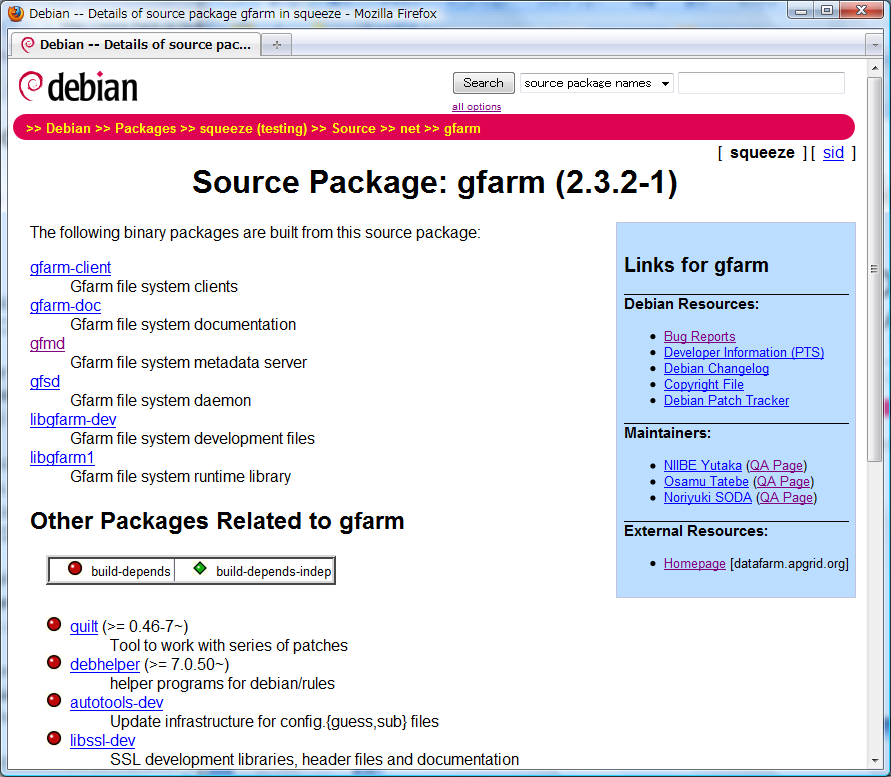 Debian -- Details of source package gfarm in squeeze - Mozilla Firefox
Debian -- Details of source pac...
debian
Search source package names
all options
>> Debian >> Packages >> squeeze (testing) >> Source >> net >> gfarm
[ squeeze ] [ sid ]
Source Package: gfarm (2.3.2-1)
The following binary packages are built from this source package:
gfarm-client
Gfarm file system clients
gfarm-doc
Gfarm file system documentation
gfmd
Gfarm file system metadata server
gfsd
Gfarm file system daemon
libgfarm-dev
Gfarm file system development files
libgfarm1
Gfarm file system runtime library
Links for gfarm
Debian Resources:
Bug Reports
Developer Information (PTS)
Debian Changelog
Copyright File
Debian Patch Tracker
Maintainers:
NIIBE Yutaka (QA Page)
Osamu Tatebe (QA Page)
Noriyuki SODA (QA Page)
External Resources:
Homepage [datafarm.apgrid.org]
Other Packages Related to gfarm
build-depends build-depends-indep
quilt (>= 0.46-7~)
Tool to work with series of patches
debhelper (>= 7.0.50~)
helper programs for debian/rules
autotools-dev
Update infrastructure for config.{guess,sub} files
libssl-dev
SSL development libraries, header files and documentation